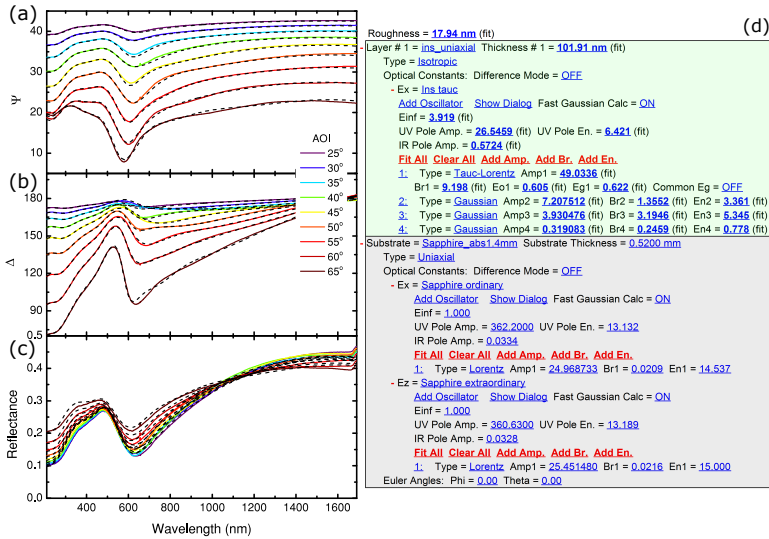 (a)
40
30
Ψ
20
10
AOI
25°
30°
35°
40°
45°
50°
55°
60°
65°
(b)
180
150
Δ
120
90
0.5
(c)
0.4
0.3
Reflectance
0.2
0.1
0.0
400 600 800 1000 1200 1400 1600
Wavelength (nm)
(d)
Roughness = 17.94 nm (fit)
- Layer # 1 = ins_uniaxial Thickness # 1 = 101.91 nm (fit)
Type = Isotropic
Optical Constants: Difference Mode = OFF
- Ex = Ins tauc
Add Oscillator Show Dialog Fast Gaussian Calc = ON
Einf = 3.919 (fit)
UV Pole Amp. = 26.5459 (fit) UV Pole En. = 6.421 (fit)
IR Pole Amp. = 0.5724 (fit)
Fit All Clear All Add Amp. Add Br. Add En.
1: Type = Tauc-Lorentz Amp1 = 49.0336 (fit)
Br1 = 9.198 (fit) Eo1 = 0.605 (fit) Eg1 = 0.622 (fit) Common Eg = OFF
2: Type = Gaussian Amp2 = 7.207512 (fit) Br2 = 1.3552 (fit) En2 = 3.361 (fit)
3: Type = Gaussian Amp3 = 3.930476 (fit) Br3 = 3.1946 (fit) En3 = 5.345 (fit)
4: Type = Gaussian Amp4 = 0.319083 (fit) Br4 = 0.2459 (fit) En4 = 0.778 (fit)
- Substrate = Sapphire_abs1.4mm Substrate Thickness = 0.5200 mm
Type = Uniaxial
Optical Constants: Difference Mode = OFF
- Ex = Sapphire ordinary
Add Oscillator Show Dialog Fast Gaussian Calc = ON
Einf = 1.000
UV Pole Amp. = 362.2000 UV Pole En. = 13.132
IR Pole Amp. = 0.0334
Fit All Clear All Add Amp. Add Br. Add En.
1: Type = Lorentz Amp1 = 24.968733 Br1 = 0.0209 En1 = 14.537
- Ez = Sapphire extraordinary
Add Oscillator Show Dialog Fast Gaussian Calc = ON
Einf = 1.000
UV Pole Amp. = 360.6300 UV Pole En. = 13.189
IR Pole Amp. = 0.0328
Fit All Clear All Add Amp. Add Br. Add En.
1: Type = Lorentz Amp1 = 25.451480 Br1 = 0.0216 En1 = 15.000
Euler Angles: Phi = 0.00 Theta = 0.00